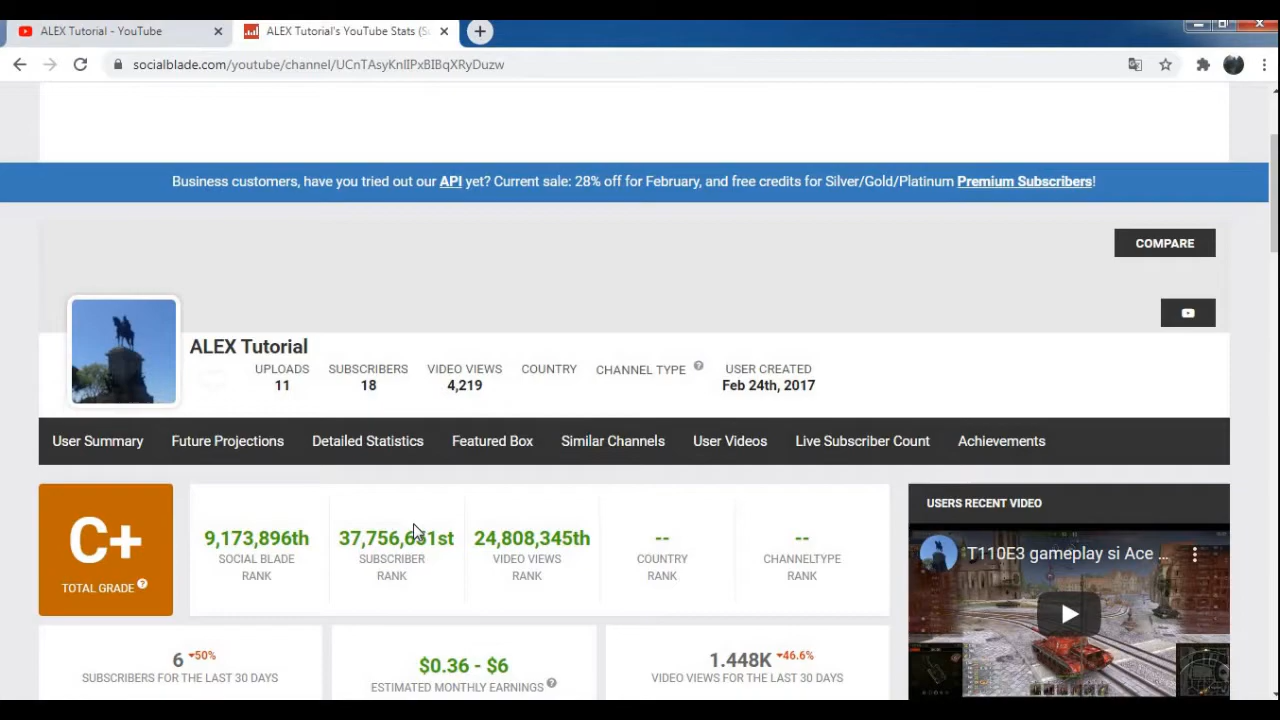 ALEX Tutorial - YouTube
ALEX Tutorial's YouTube Stats (S
socialblade.com/youtube/channel/UCnTAsyKnlIPxBIBqXRyDuzw
Business customers, have you tried out our API yet? Current sale: 28% off for February, and free credits for Silver/Gold/Platinum Premium Subscribers!
COMPARE
ALEX Tutorial
UPLOADS SUBSCRIBERS VIDEO VIEWS COUNTRY CHANNEL TYPE USER CREATED
11 18 4,219 Feb 24th, 2017
User Summary Future Projections Detailed Statistics Featured Box Similar Channels User Videos Live Subscriber Count Achievements
C+
TOTAL GRADE
9,173,896th 24,808,345th -- --
SOCIAL BLADE SUBSCRIBER VIDEO VIEWS COUNTRY CHANNELTYPE
RANK RANK RANK RANK RANK
USERS RECENT VIDEO
T110E3 gameplay si Ace ...
6 50% $0.36 - $6 1.448K 46.6%
SUBSCRIBERS FOR THE LAST 30 DAYS ESTIMATED MONTHLY EARNINGS VIDEO VIEWS FOR THE LAST 30 DAYS